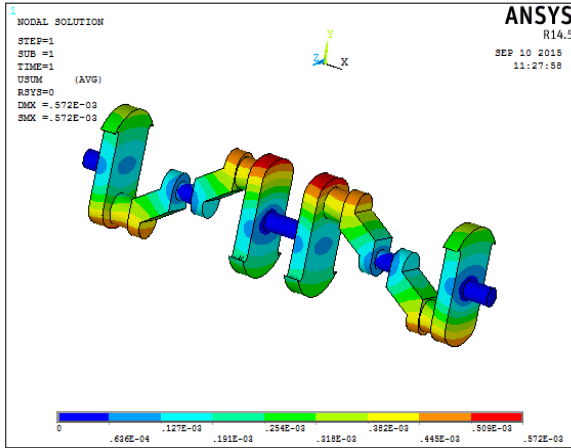 1
NODAL SOLUTION
STEP=1
SUB =1
TIME=1
USUM (AVG)
RSYS=0
DMX =.572E-03
SMX =.572E-03
ANSYS
R14.5
SEP 10 2015
11:27:58
Y
Z
X
0 .127E-03 .254E-03 .382E-03 .509E-03
.636E-04 .191E-03 .318E-03 .445E-03 .572E-03